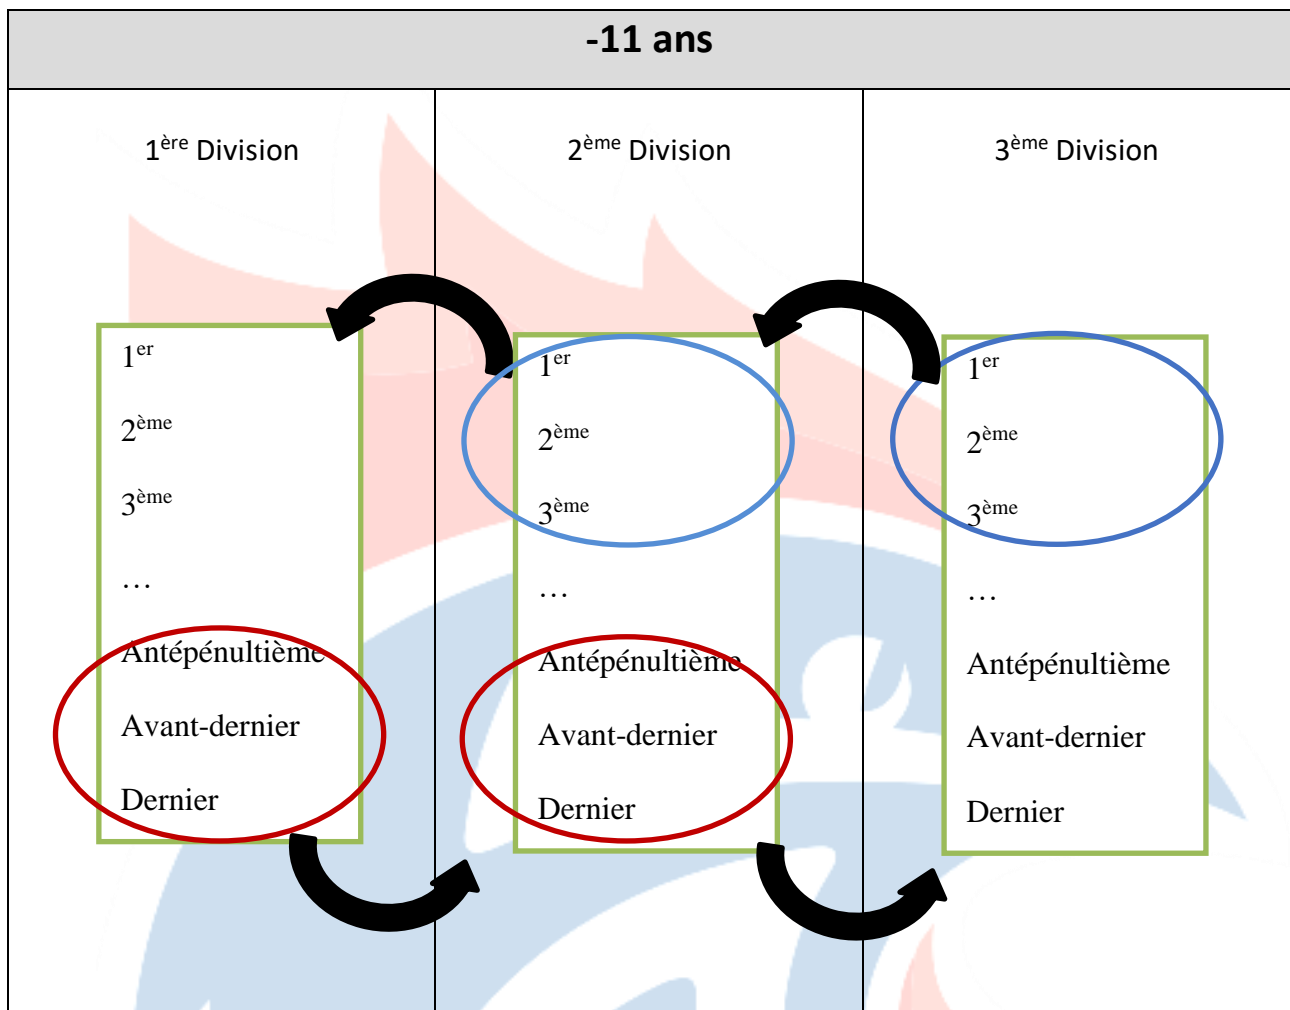 -11 ans
1ère Division
1er
2ème
3ème
…
Antépénultième
Avant-dernier
Dernier
2ème Division
1er
2ème
3ème
…
Antépénultième
Avant-dernier
Dernier
3ème Division
1er
2ème
3ème
…
Antépénultième
Avant-dernier
Dernier